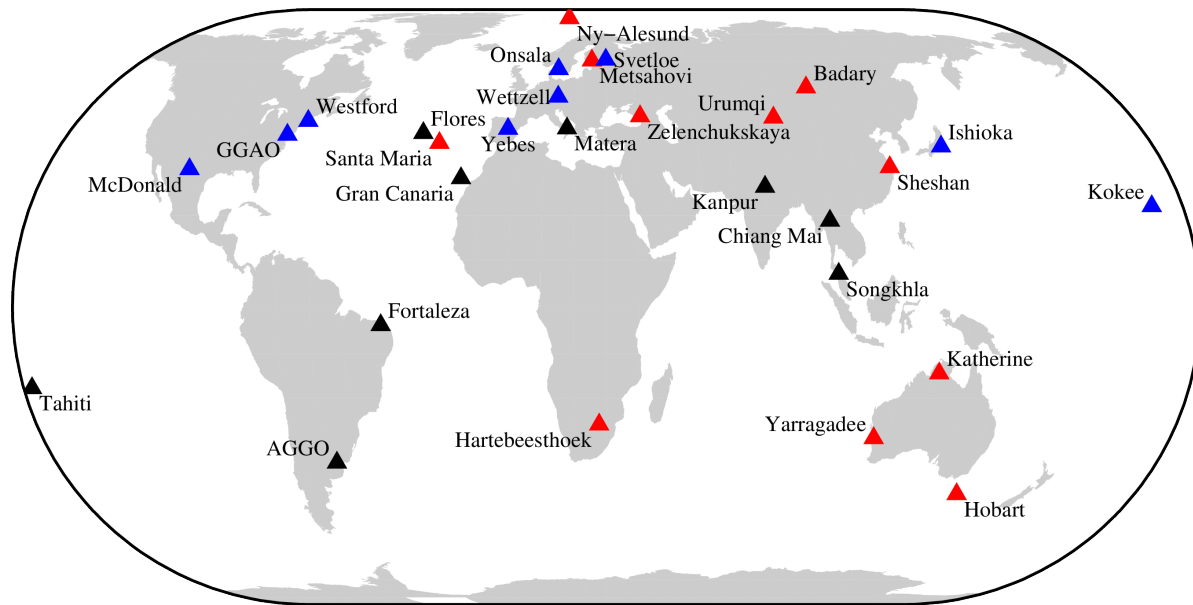 Ny−Alesund
Onsala
Svetloe
Metsahovi
Badary
Wettzell
Urumqi
Westford
Flores
Zelenchukskaya
Ishioka
GGAO
Yebes
Matera
Santa Maria
McDonald
Sheshan
Gran Canaria
Kanpur
Kokee
Chiang Mai
Songkhla
Fortaleza
Katherine
Tahiti
Yarragadee
Hartebeesthoek
AGGO
Hobart